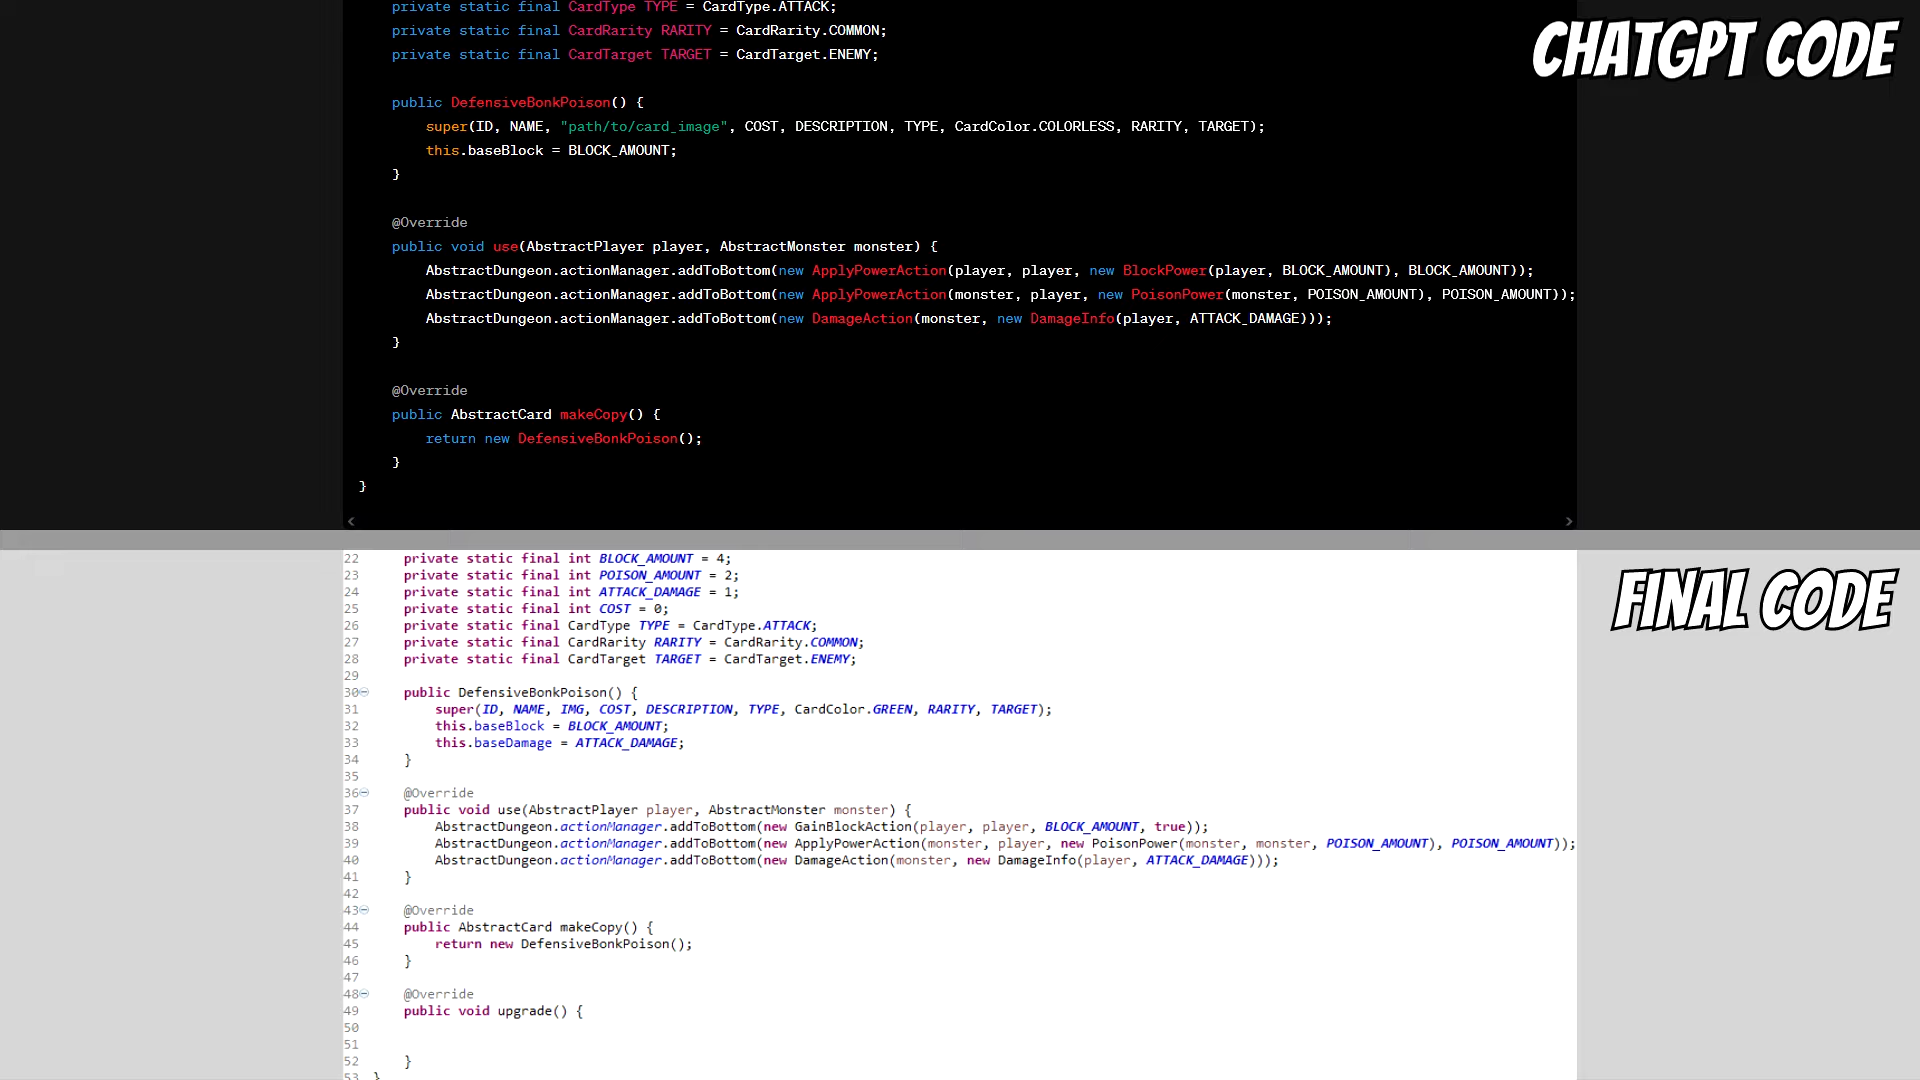 private static final CardType TYPE = CardType.ATTACK;
private static final CardRarity RARITY = CardRarity.COMMON;
private static final CardTarget TARGET = CardTarget.ENEMY;
CHATGPT CODE
public DefensiveBonkPoison() {
super(ID, NAME, "path/to/card_image", COST, DESCRIPTION, TYPE, CardColor.COLORLESS, RARITY, TARGET);
this.baseBlock = BLOCK_AMOUNT;
}
@Override
public void use(AbstractPlayer player, AbstractMonster monster) {
AbstractDungeon.actionManager.addToBottom(new ApplyPowerAction(player, player, new BlockPower(player, BLOCK_AMOUNT), BLOCK_AMOUNT));
AbstractDungeon.actionManager.addToBottom(new ApplyPowerAction(monster, player, new PoisonPower(monster, POISON_AMOUNT), POISON_AMOUNT));
AbstractDungeon.actionManager.addToBottom(new DamageAction(monster, new DamageInfo(player, ATTACK_DAMAGE)));
}
@Override
public AbstractCard makeCopy() {
return new DefensiveBonkPoison();
}
}
FINAL CODE
22 private static final int BLOCK_AMOUNT = 4;
23 private static final int POISON_AMOUNT = 2;
24 private static final int ATTACK_DAMAGE = 1;
25 private static final int COST = 0;
26 private static final CardType TYPE = CardType.ATTACK;
27 private static final CardRarity RARITY = CardRarity.COMMON;
28 private static final CardTarget TARGET = CardTarget.ENEMY;
29
30 public DefensiveBonkPoison() {
31 super(ID, NAME, IMG, COST, DESCRIPTION, TYPE, CardColor.GREEN, RARITY, TARGET);
32 this.baseBlock = BLOCK_AMOUNT;
33 this.baseDamage = ATTACK_DAMAGE;
34 }
35
36 @Override
37 public void use(AbstractPlayer player, AbstractMonster monster) {
38 AbstractDungeon.actionManager.addToBottom(new GainBlockAction(player, player, BLOCK_AMOUNT, true));
39 AbstractDungeon.actionManager.addToBottom(new ApplyPowerAction(monster, player, new PoisonPower(monster, monster, POISON_AMOUNT), POISON_AMOUNT));
40 AbstractDungeon.actionManager.addToBottom(new DamageAction(monster, new DamageInfo(player, ATTACK_DAMAGE)));
41 }
42
43 @Override
44 public AbstractCard makeCopy() {
45 return new DefensiveBonkPoison();
46 }
47
48 @Override
49 public void upgrade() {
50
51
52 }
53 }